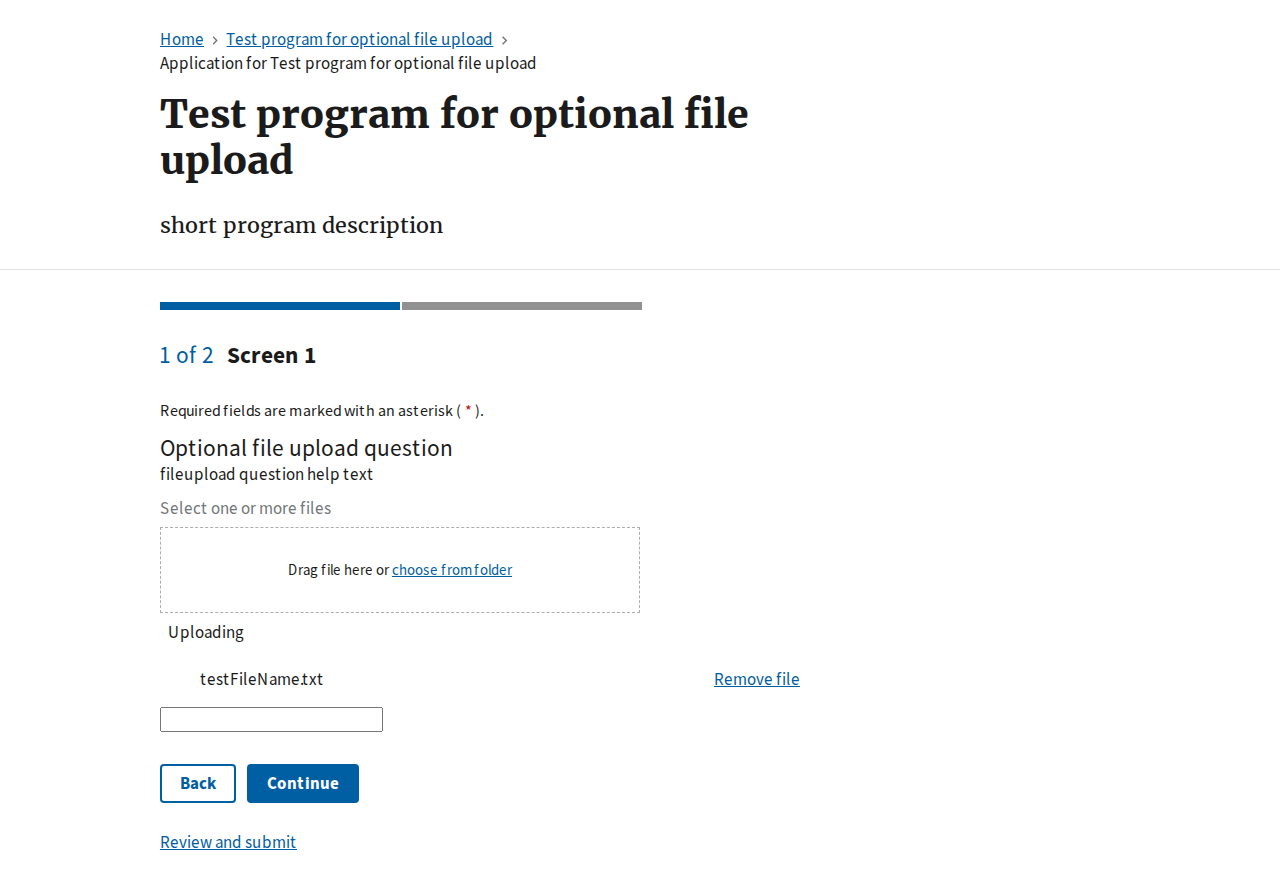 Home > Test program for optional file upload >
Application for Test program for optional file upload
Test program for optional file
upload
short program description
1 of 2 Screen 1
Required fields are marked with an asterisk ( * ).
Optional file upload question
fileupload question help text
Select one or more files
Drag file here or choose from folder
Uploading
testFileName.txt Remove file
Back Continue
Review and submit